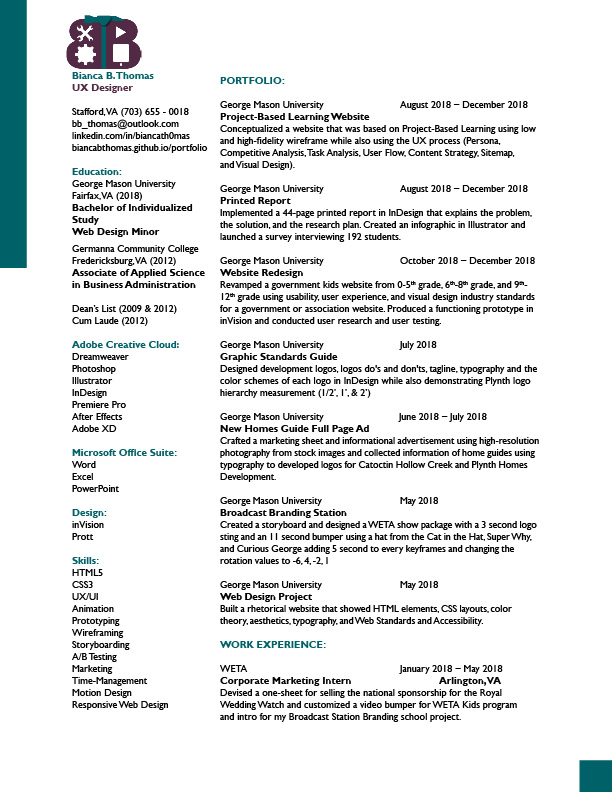 Bianca B. Thomas
UX Designer
Stafford, VA (703) 655 - 0018
bb_thomas@outlook.com
linkedin.com/in/biancath0mas
biancabthomas.github.io/portfolio
Education:
George Mason University
Fairfax, VA (2018)
Bachelor of Individualized
Study
Web Design Minor
Germanna Community College
Fredericksburg, VA (2012)
Associate of Applied Science
in Business Administration
Dean's List (2009 & 2012)
Cum Laude (2012)
Adobe Creative Cloud:
Dreamweaver
Photoshop
Illustrator
InDesign
Premiere Pro
After Effects
Adobe XD
Microsoft Office Suite:
Word
Excel
PowerPoint
Design:
inVision
Prott
Skills:
HTML5
CSS3
UX/UI
Animation
Prototyping
Wireframing
Storyboarding
A/B Testing
Marketing
Time-Management
Motion Design
Responsive Web Design
PORTFOLIO:
George Mason University August 2018 – December 2018
Project-Based Learning Website
Conceptualized a website that was based on Project-Based Learning using low
and high-fidelity wireframe while also using the UX process (Persona,
Competitive Analysis, Task Analysis, User Flow, Content Strategy, Sitemap,
and Visual Design).
George Mason University August 2018 – December 2018
Printed Report
Implemented a 44-page printed report in InDesign that explains the problem,
the solution, and the research plan. Created an infographic in Illustrator and
launched a survey interviewing 192 students.
George Mason University October 2018 – December 2018
Website Redesign
Revamped a government kids website from 0-5th grade, 6th-8th grade, and 9th-
12th grade using usability, user experience, and visual design industry standards
for a government or association website. Produced a functioning prototype in
inVision and conducted user research and user testing.
George Mason University July 2018
Graphic Standards Guide
Designed development logos, logos do's and don'ts, tagline, typography and the
color schemes of each logo in InDesign while also demonstrating Plynth logo
hierarchy measurement (1/2', 1', & 2')
George Mason University June 2018 – July 2018
New Homes Guide Full Page Ad
Crafted a marketing sheet and informational advertisement using high-resolution
photography from stock images and collected information of home guides using
typography to developed logos for Catoctin Hollow Creek and Plynth Homes
Development.
George Mason University May 2018
Broadcast Branding Station
Created a storyboard and designed a WETA show package with a 3 second logo
sting and an 11 second bumper using a hat from the Cat in the Hat, Super Why,
and Curious George adding 5 second to every keyframes and changing the
rotation values to -6, 4, -2, 1
George Mason University May 2018
Web Design Project
Built a rhetorical website that showed HTML elements, CSS layouts, color
theory, aesthetics, typography, and Web Standards and Accessibility.
WORK EXPERIENCE:
WETA January 2018 – May 2018
Corporate Marketing Intern Arlington, VA
Devised a one-sheet for selling the national sponsorship for the Royal
Wedding Watch and customized a video bumper for WETA Kids program
and intro for my Broadcast Station Branding school project.